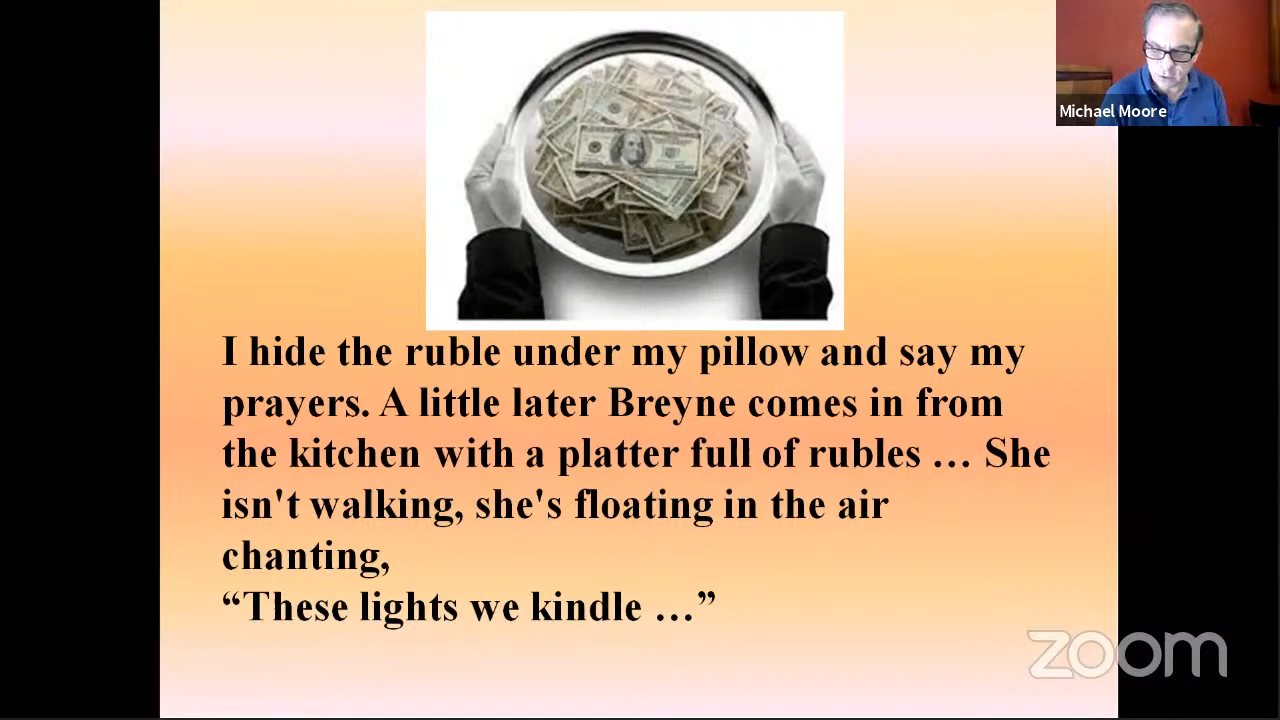 Michael Moore
I hide the ruble under my pillow and say my
prayers. A little later Breyne comes in from
the kitchen with a platter full of rubles … She
isn't walking, she's floating in the air
chanting,
“These lights we kindle …”
zoom